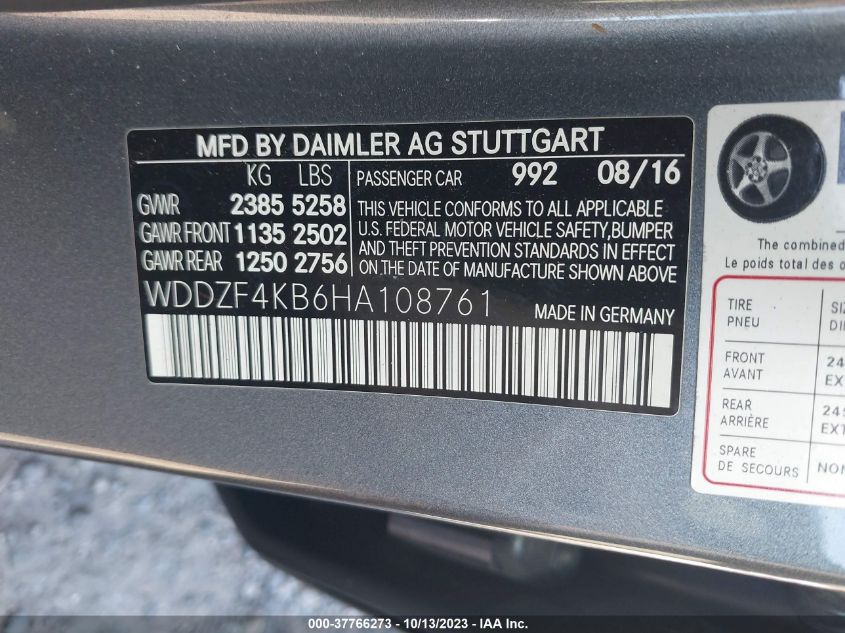 MFD BY DAIMLER AG STUTTGART
KG LBS
GVWR 2385 5258
GAWR FRONT 1135 2502
GAWR REAR 1250 2756
PASSENGER CAR 992 08/16
THIS VEHICLE CONFORMS TO ALL APPLICABLE
U.S. FEDERAL MOTOR VEHICLE SAFETY,BUMPER
AND THEFT PREVENTION STANDARDS IN EFFECT
ON THE DATE OF MANUFACTURE SHOWN ABOVE
WDDZF4KB6HA108761 MADE IN GERMANY
The combined
Le poids total des
TIRE
PNEU
FRONT
AVANT
REAR
ARRIÈRE
SPARE
DE SECOURS
000-37766273 - 10/13/2023 - IAA Inc.